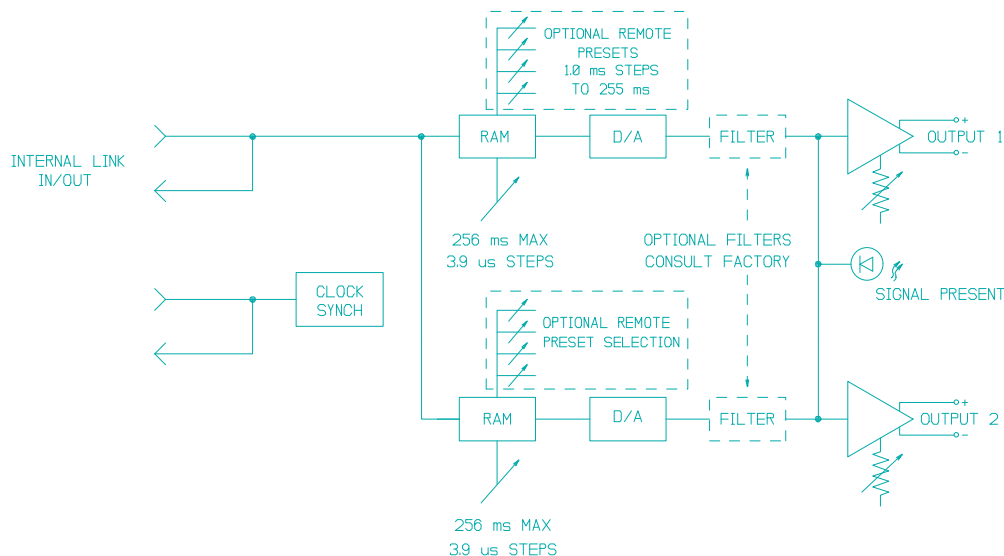 OPTIONAL REMOTE
PRESETS
1.0 ms STEPS
TO 255 ms
RAM
D/A
FILTER
+
OUTPUT 1
-
INTERNAL LINK
IN/OUT
256 ms MAX
3.9 us STEPS
OPTIONAL FILTERS
CONSULT FACTORY
SIGNAL PRESENT
CLOCK
SYNCH
OPTIONAL REMOTE
PRESET SELECTION
RAM
D/A
FILTER
+
OUTPUT 2
-
256 ms MAX
3.9 us STEPS